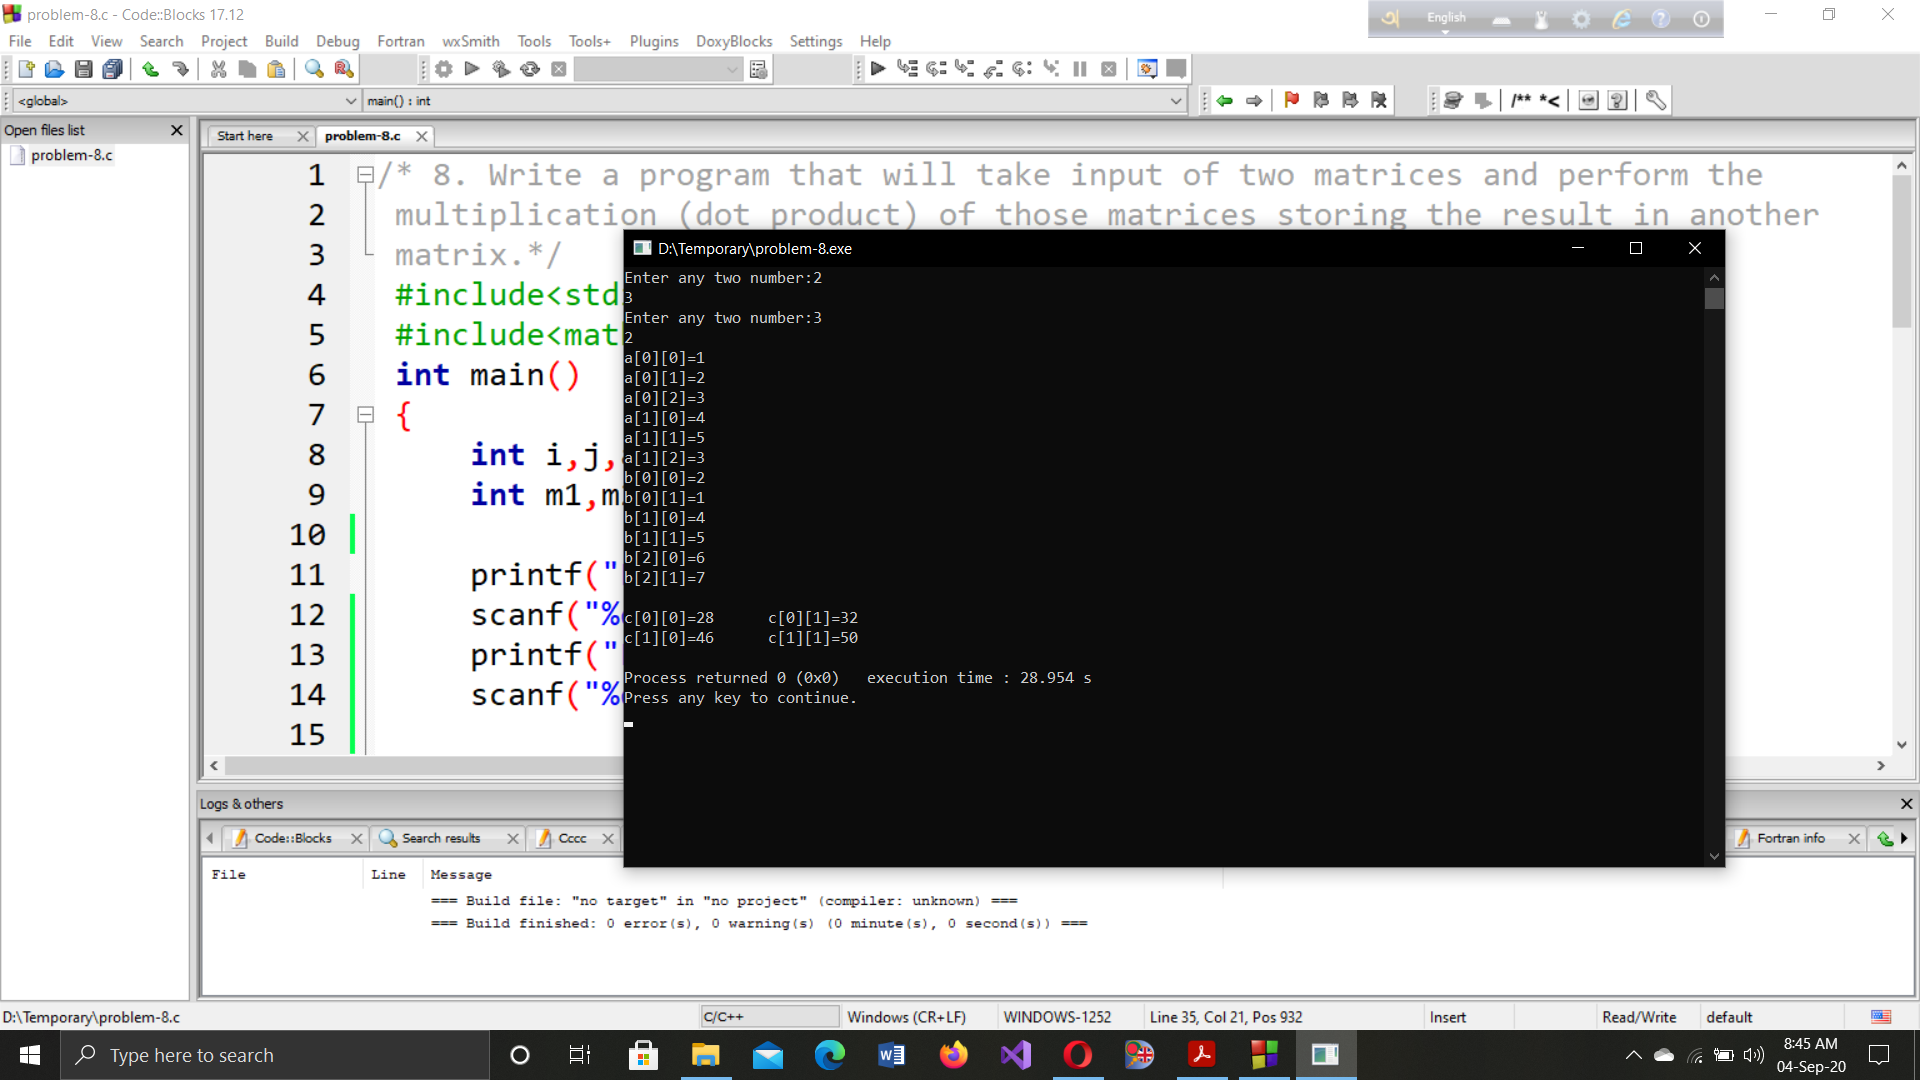 problem-8.c - Code::Blocks 17.12
English
File Edit View Search Project Build Debug Fortran wxSmith Tools Tools+ Plugins DoxyBlocks Settings Help
<global>
main() : int
/** *<
Open files list
problem-8.c
Start here
problem-8.c
1 /* 8. Write a program that will take input of two matrices and perform the
2 multiplication (dot product) of those matrices storing the result in another
3 matrix.*/
4 #include<std
5 #include<mat
6 int main()
7 {
8 int i,j,
9 int m1,m
10
11 printf("
12 scanf("%
13 printf("
14 scanf("%
15
D:\Temporary\problem-8.exe
Enter any two number:2
3
Enter any two number:3
2
a[0][0]=1
a[0][1]=2
a[0][2]=3
a[1][0]=4
a[1][1]=5
a[1][2]=3
b[0][0]=2
b[0][1]=1
b[1][0]=4
b[1][1]=5
b[2][0]=6
b[2][1]=7
c[0][0]=28 c[0][1]=32
c[1][0]=46 c[1][1]=50
Process returned 0 (0x0) execution time : 28.954 s
Press any key to continue.
Logs & others
Code::Blocks
Search results
Cccc
Fortran info
File Line Message
=== Build file: "no target" in "no project" (compiler: unknown) ===
=== Build finished: 0 error(s), 0 warning(s) (0 minute(s), 0 second(s)) ===
D:\Temporary\problem-8.c C/C++ Windows (CR+LF) WINDOWS-1252 Line 35, Col 21, Pos 932 Insert Read/Write default
Type here to search
8:45 AM
04-Sep-20